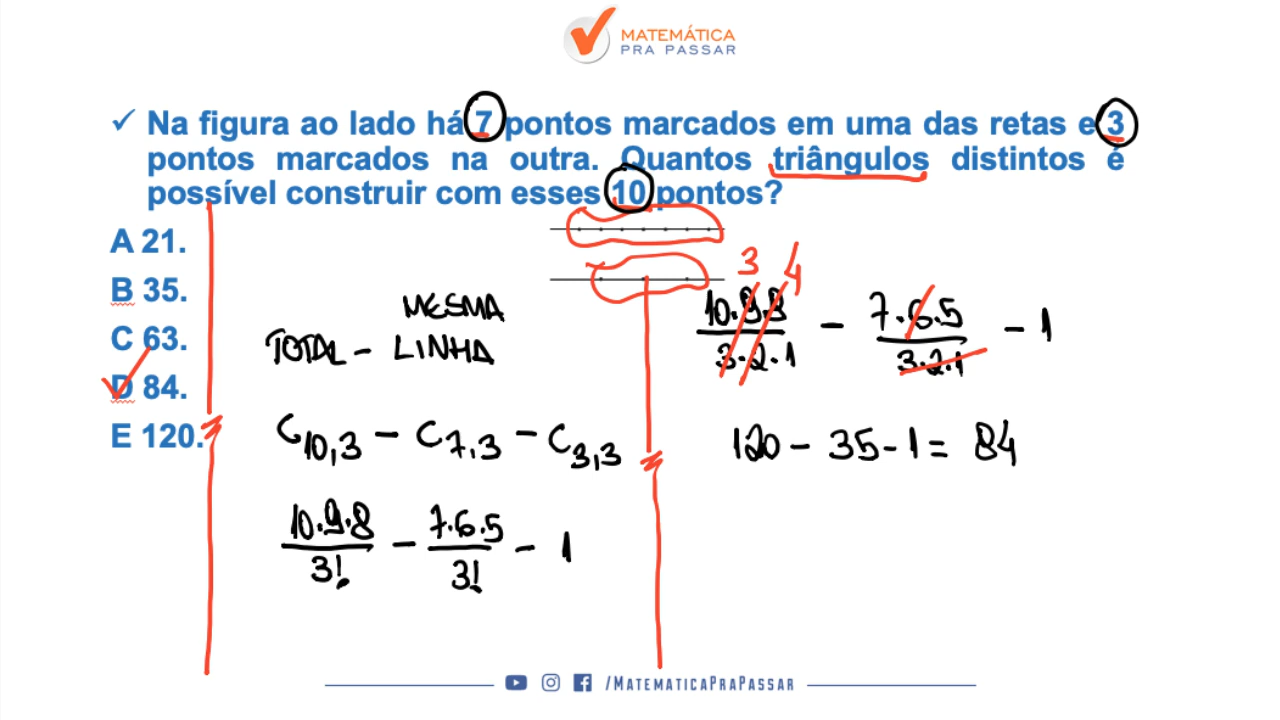 MATEMÁTICA
PRA PASSAR
✓ Na figura ao lado há 7 pontos marcados em uma das retas e 3
pontos marcados na outra. Quantos triângulos distintos é
possível construir com esses 10 pontos?
A 21.
B 35.
C 63.
D 84.
E 120.
MESMA
TOTAL - LINHA
C10,3 - C7,3 - C3,3
10.9.8/3! - 7.6.5/3! - 1
3 4
10.9.8/3.2.1 - 7.6.5/3.2.1 - 1
120 - 35 - 1 = 84
/MATEMATICAPRAPASSAR